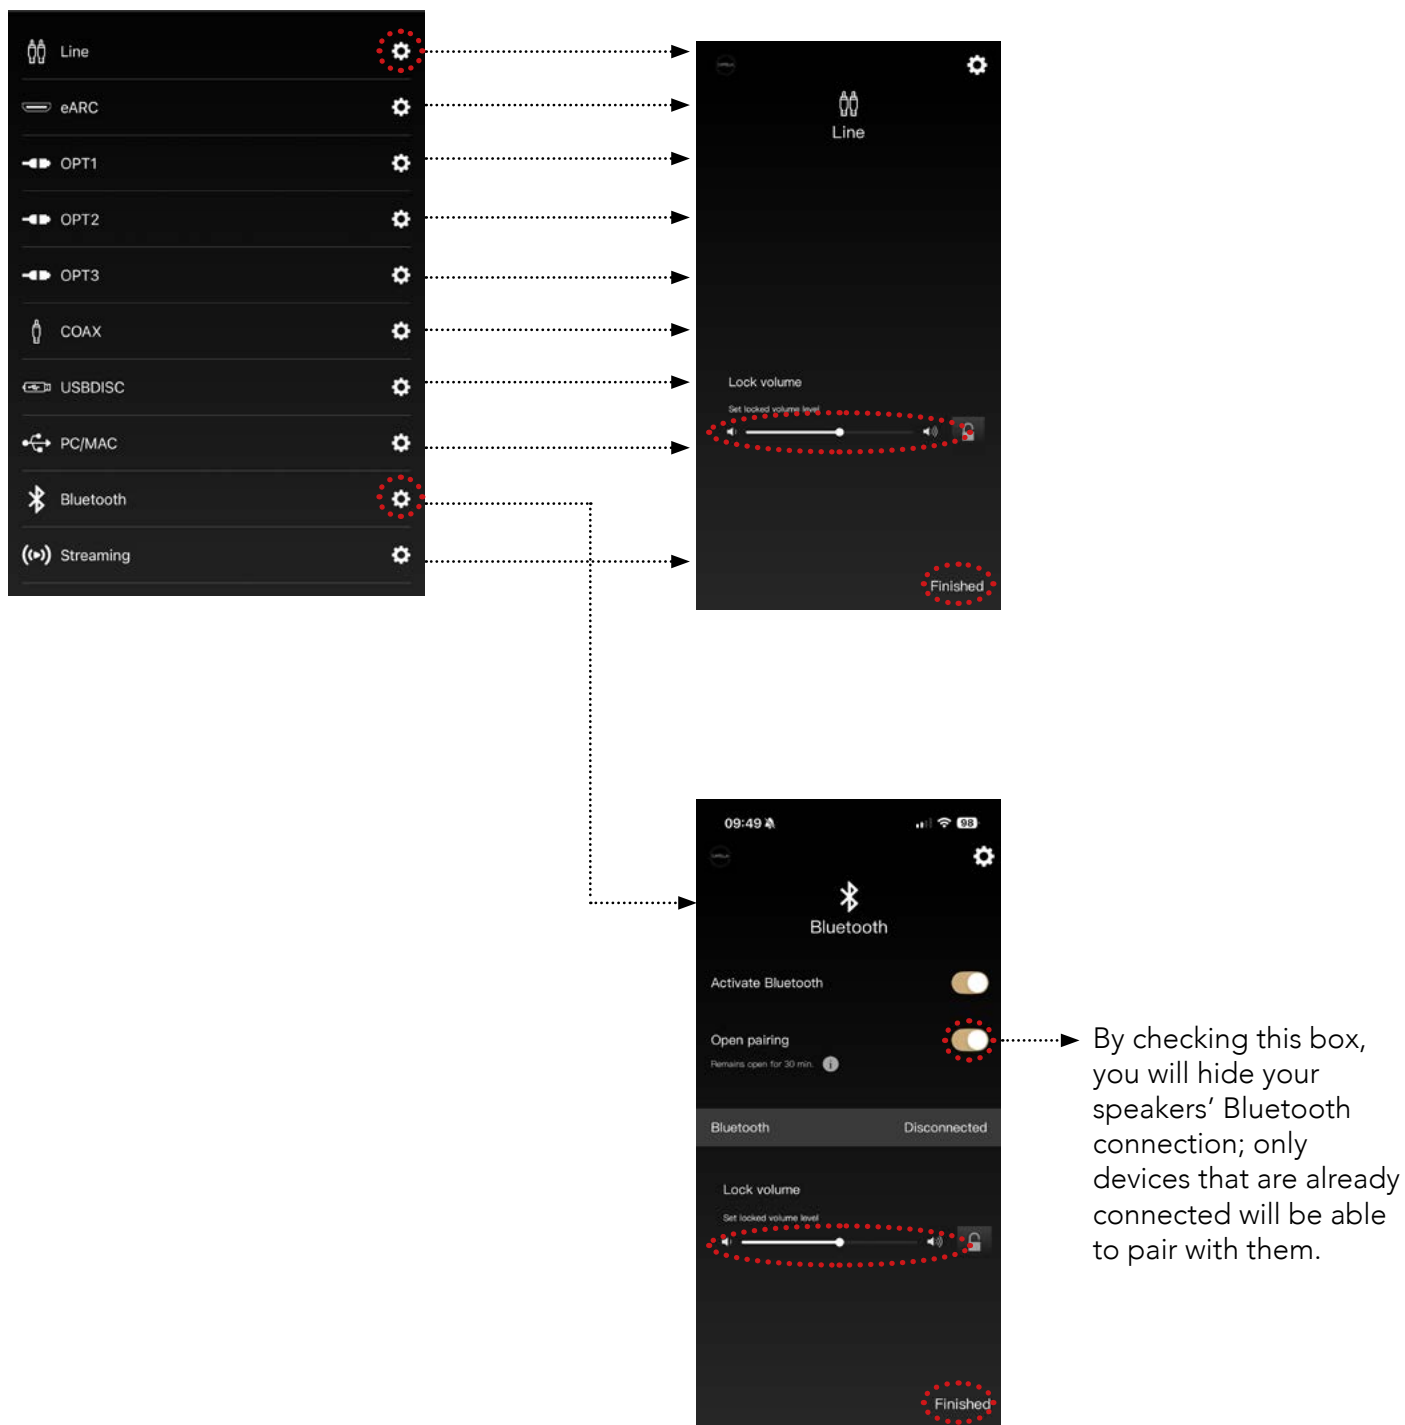 Line
eARC
OPT1
OPT2
OPT3
COAX
USBDISC
PC/MAC
Bluetooth
Streaming
Line
Lock volume
Set locked volume level
Finished
09:49
98
Bluetooth
Activate Bluetooth
Open pairing
Remains open for 30 min.
Bluetooth Disconnected
Lock volume
Set locked volume level
Finished
By checking this box,
you will hide your
speakers’ Bluetooth
connection; only
devices that are already
connected will be able
to pair with them.